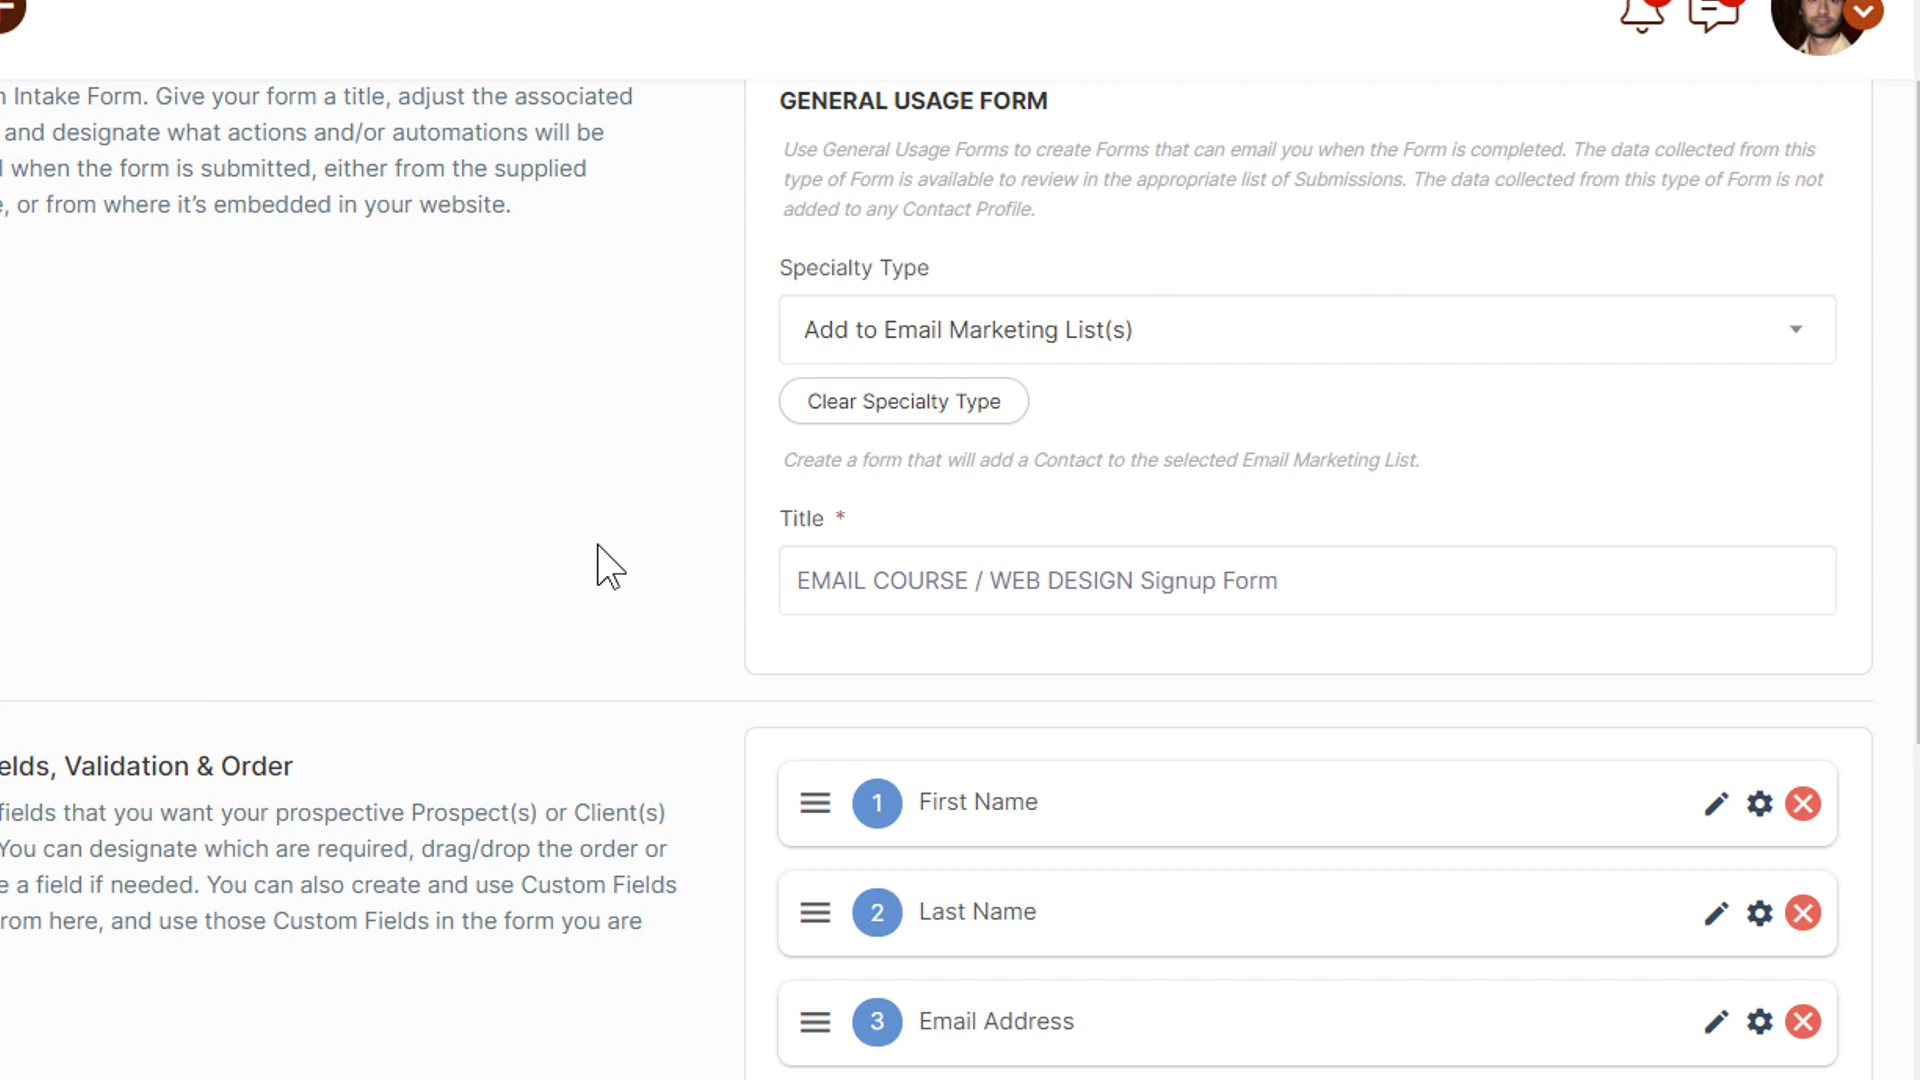 Intake Form. Give your form a title, adjust the associated
and designate what actions and/or automations will be
when the form is submitted, either from the supplied
, or from where it’s embedded in your website.
GENERAL USAGE FORM
Use General Usage Forms to create Forms that can email you when the Form is completed. The data collected from this
type of Form is available to review in the appropriate list of Submissions. The data collected from this type of Form is not
added to any Contact Profile.
Specialty Type
Add to Email Marketing List(s)
Clear Specialty Type
Create a form that will add a Contact to the selected Email Marketing List.
Title *
EMAIL COURSE / WEB DESIGN Signup Form
elds, Validation & Order
fields that you want your prospective Prospect(s) or Client(s)
You can designate which are required, drag/drop the order or
e a field if needed. You can also create and use Custom Fields
rom here, and use those Custom Fields in the form you are
1 First Name
2 Last Name
3 Email Address